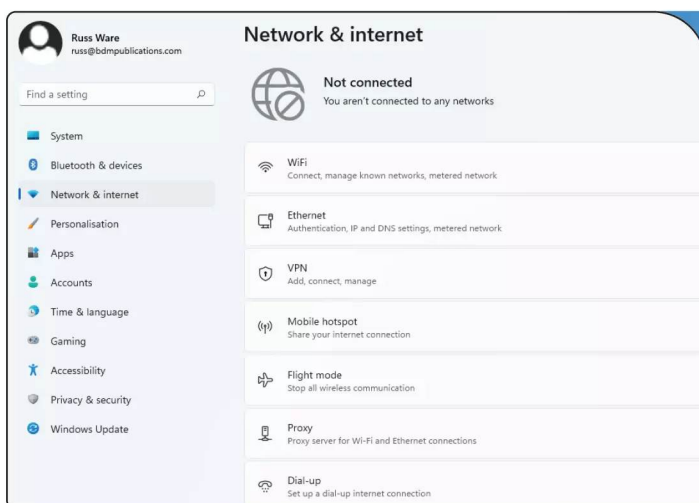 Russ Ware
russ@bdmpublications.com
Find a setting
System
Bluetooth & devices
Network & internet
Personalisation
Apps
Accounts
Time & language
Gaming
Accessibility
Privacy & security
Windows Update
Network & internet
Not connected
You aren't connected to any networks
WiFi
Connect, manage known networks, metered network
Ethernet
Authentication, IP and DNS settings, metered network
VPN
Add, connect, manage
Mobile hotspot
Share your internet connection
Flight mode
Stop all wireless communication
Proxy
Proxy server for Wi-Fi and Ethernet connections
Dial-up
Set up a dial-up internet connection